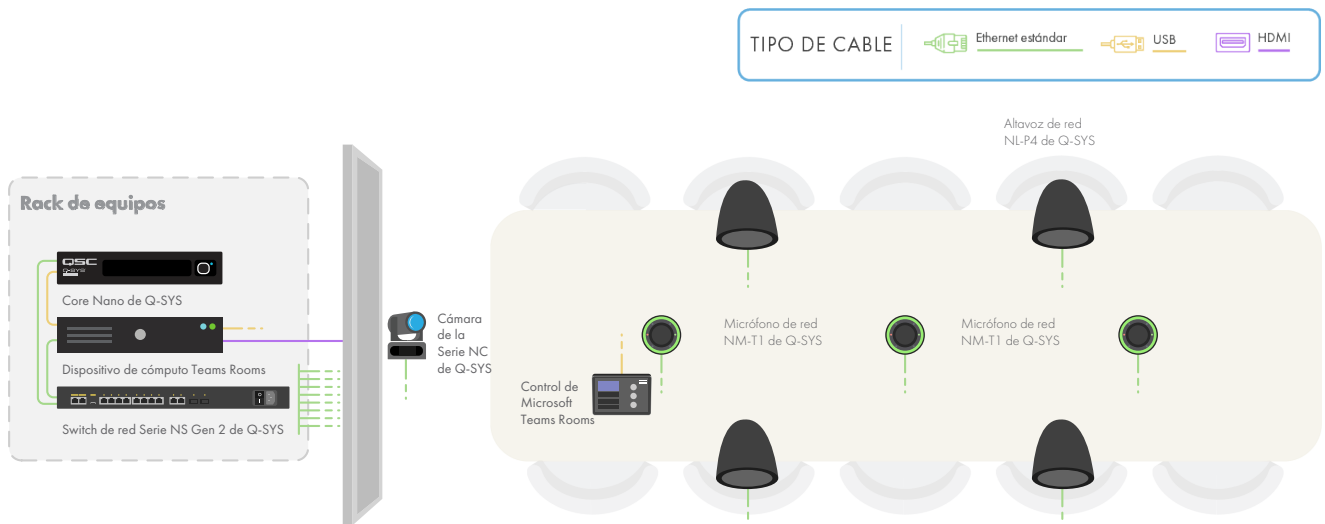 TIPO DE CABLE
Ethernet estándar
USB
HDMI
Altavoz de red
NL-P4 de Q-SYS
Rack de equipos
QSC
Q-SYS
Core Nano de Q-SYS
Dispositivo de cómputo Teams Rooms
Switch de red Serie NS Gen 2 de Q-SYS
Cámara
de la
Serie NC
de Q-SYS
Control de
Microsoft
Teams Rooms
Micrófono de red
NM-T1 de Q-SYS
Micrófono de red
NM-T1 de Q-SYS